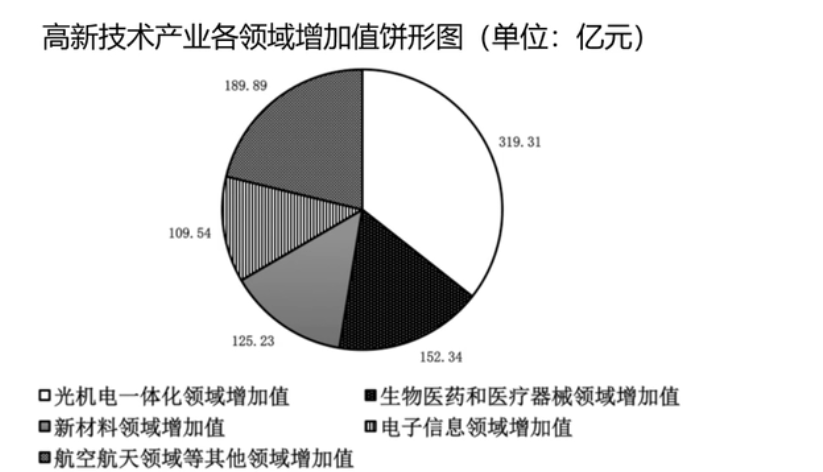 高新技术产业各领域增加值饼形图（单位：亿元）
189.89
319.31
109.54
125.23
152.34
光机电一体化领域增加值 生物医药和医疗器械领域增加值
新材料领域增加值 电子信息领域增加值
航空航天领域等其他领域增加值